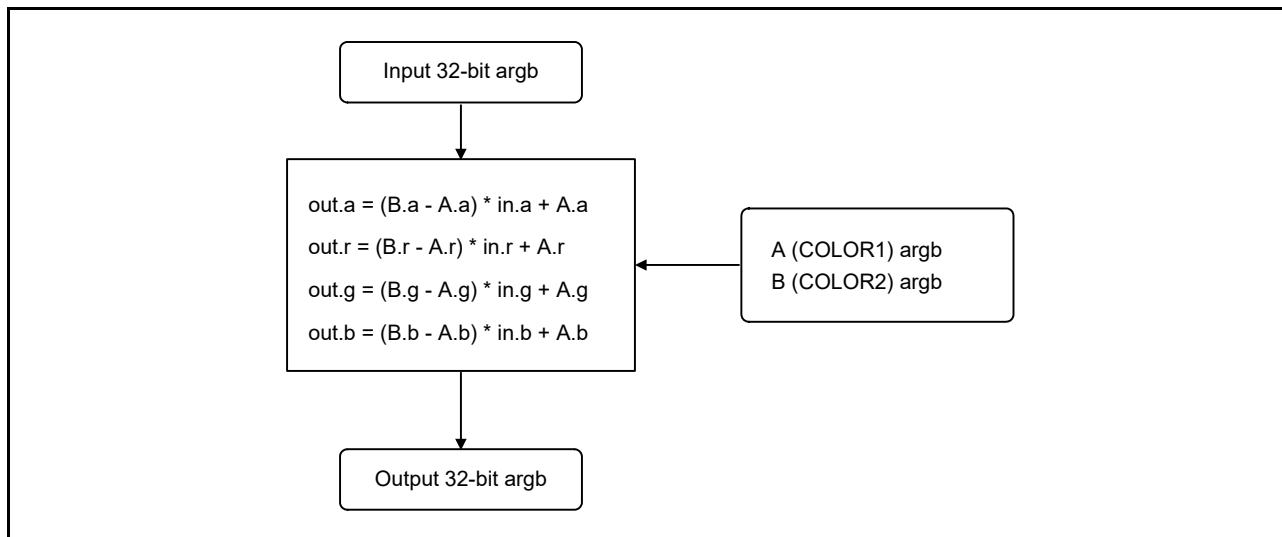 Input 32-bit argb
out.a = (B.a - A.a) * in.a + A.a
out.r = (B.r - A.r) * in.r + A.r
out.g = (B.g - A.g) * in.g + A.g
out.b = (B.b - A.b) * in.b + A.b
A (COLOR1) argb
B (COLOR2) argb
Output 32-bit argb